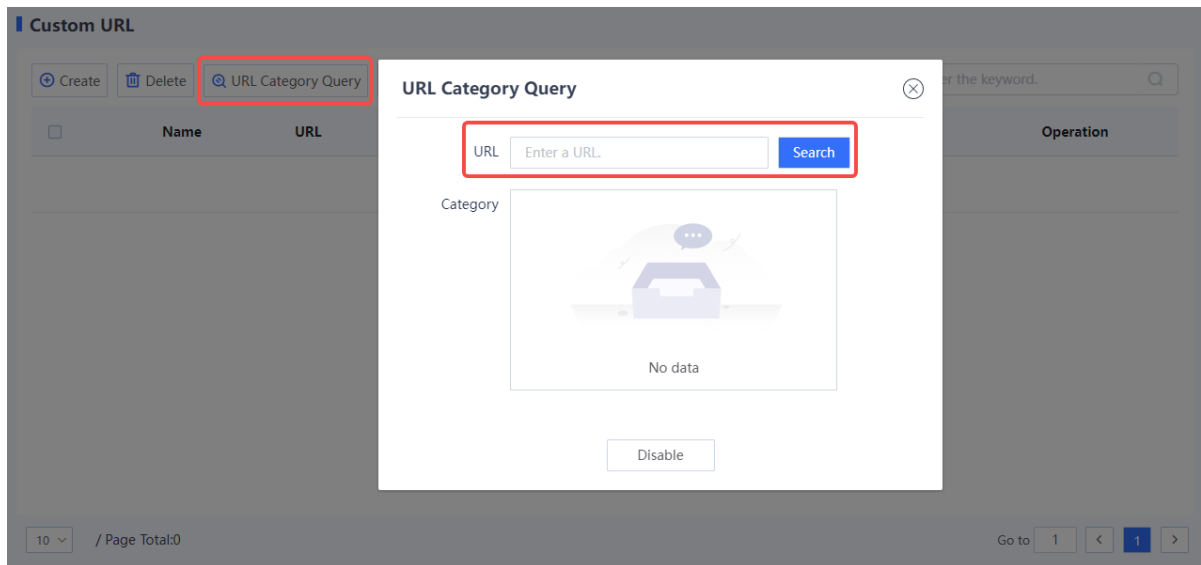 Custom URL
Create Delete URL Category Query
the keyword.
Name URL Operation
URL Category Query
URL Enter a URL. Search
Category
No data
Disable
10 / Page Total:0 Go to 1 < 1 >